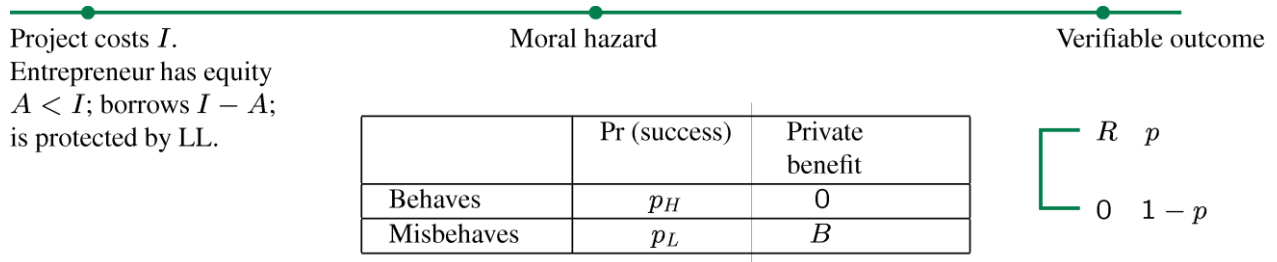 Project costs I.
Entrepreneur has equity
A < I; borrows I − A;
is protected by LL.
Moral hazard
Verifiable outcome
Pr (success) Private
benefit
Behaves p_H 0
Misbehaves p_L B
R p
0 1 − p